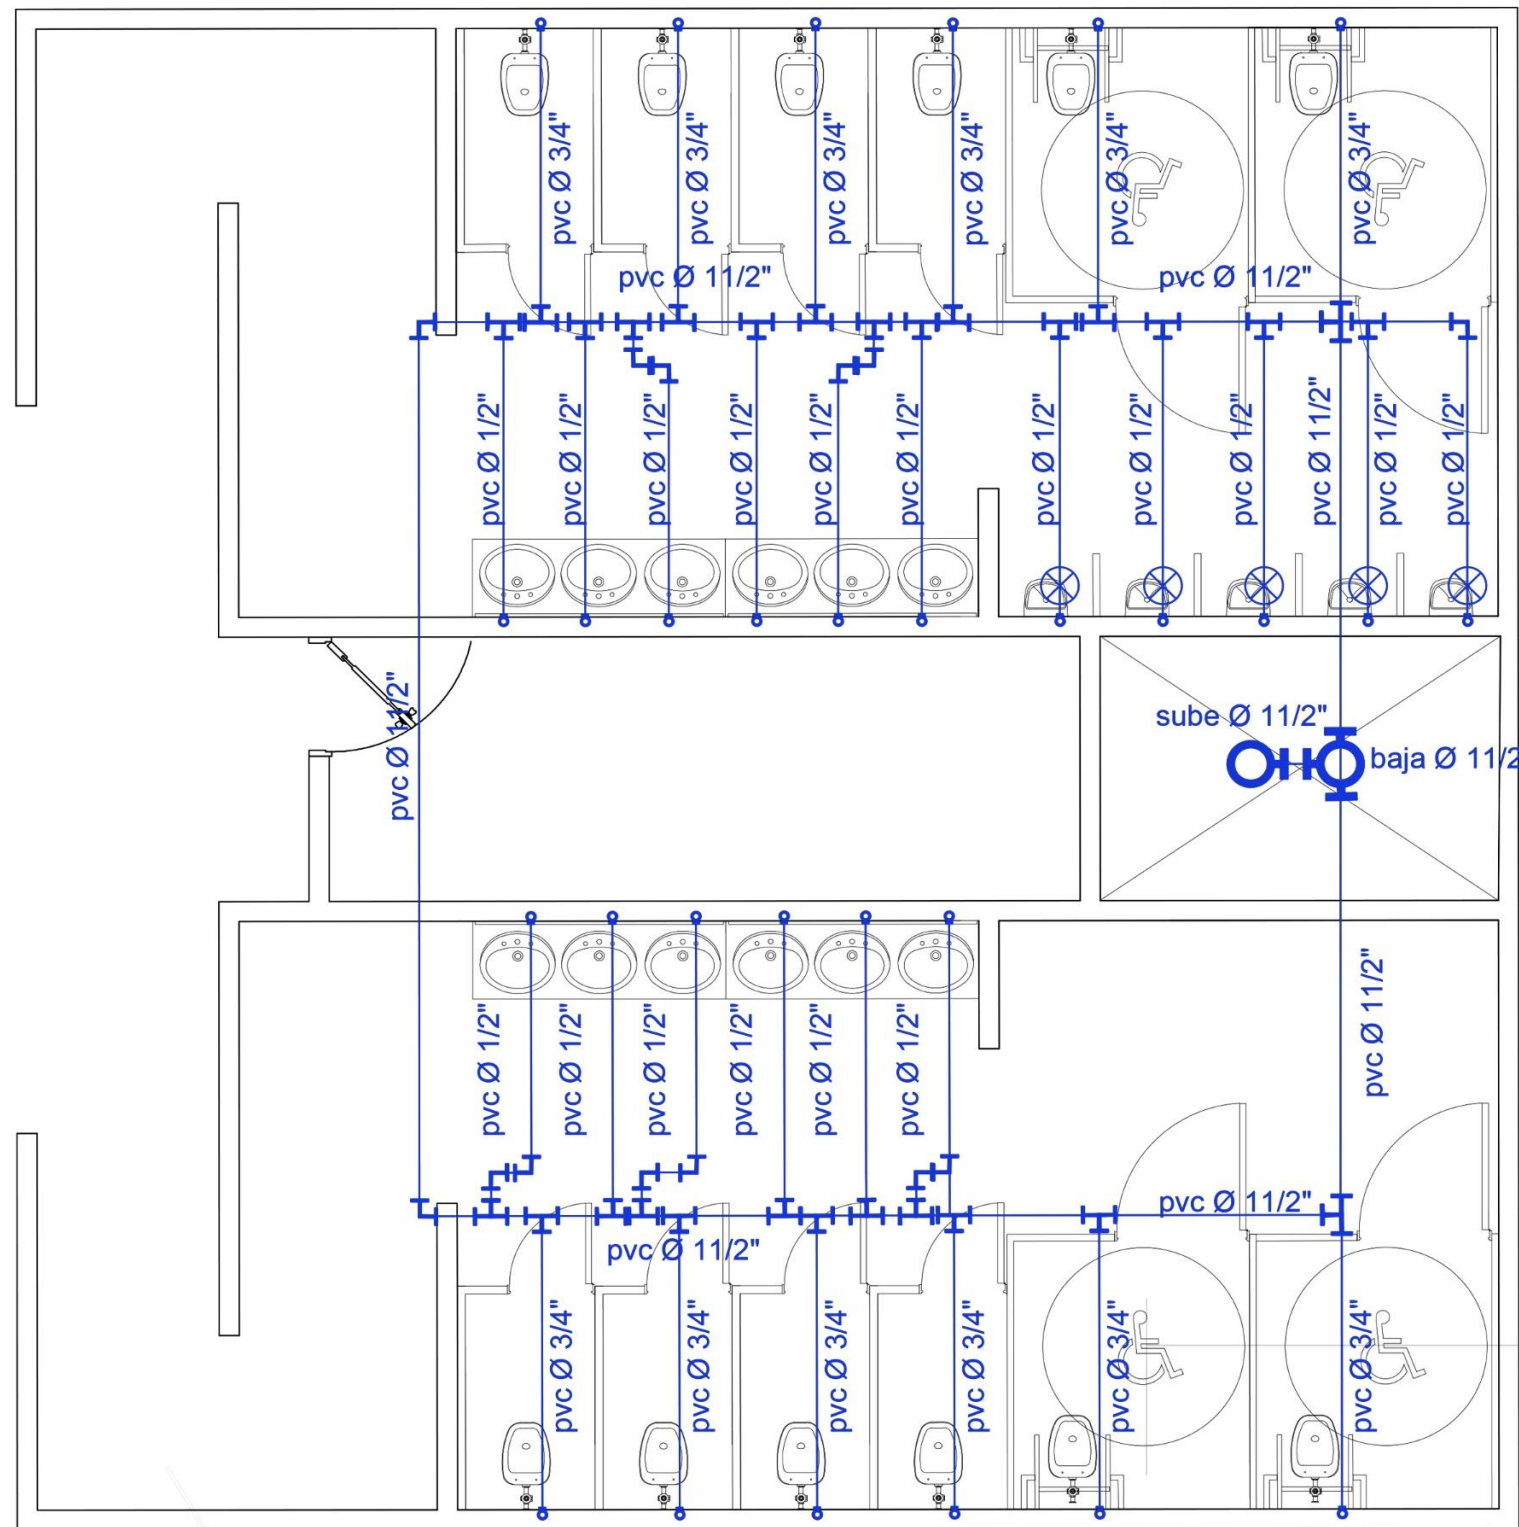 pvc Ø 3/4"
pvc Ø 3/4"
pvc Ø 3/4"
pvc Ø 3/4"
pvc Ø 3/4"
pvc Ø 3/4"
pvc Ø 11/2"
pvc Ø 11/2"
pvc Ø 1/2"
pvc Ø 1/2"
pvc Ø 1/2"
pvc Ø 1/2"
pvc Ø 1/2"
pvc Ø 1/2"
pvc Ø 1/2"
pvc Ø 1/2"
pvc Ø 1/2"
pvc Ø 11/2"
pvc Ø 1/2"
pvc Ø 1/2"
pvc Ø 11/2"
sube Ø 11/2"
baja Ø 11/2
pvc Ø 11/2"
pvc Ø 1/2"
pvc Ø 1/2"
pvc Ø 1/2"
pvc Ø 1/2"
pvc Ø 1/2"
pvc Ø 1/2"
pvc Ø 11/2"
pvc Ø 11/2"
pvc Ø 3/4"
pvc Ø 3/4"
pvc Ø 3/4"
pvc Ø 3/4"
pvc Ø 3/4"
pvc Ø 3/4"